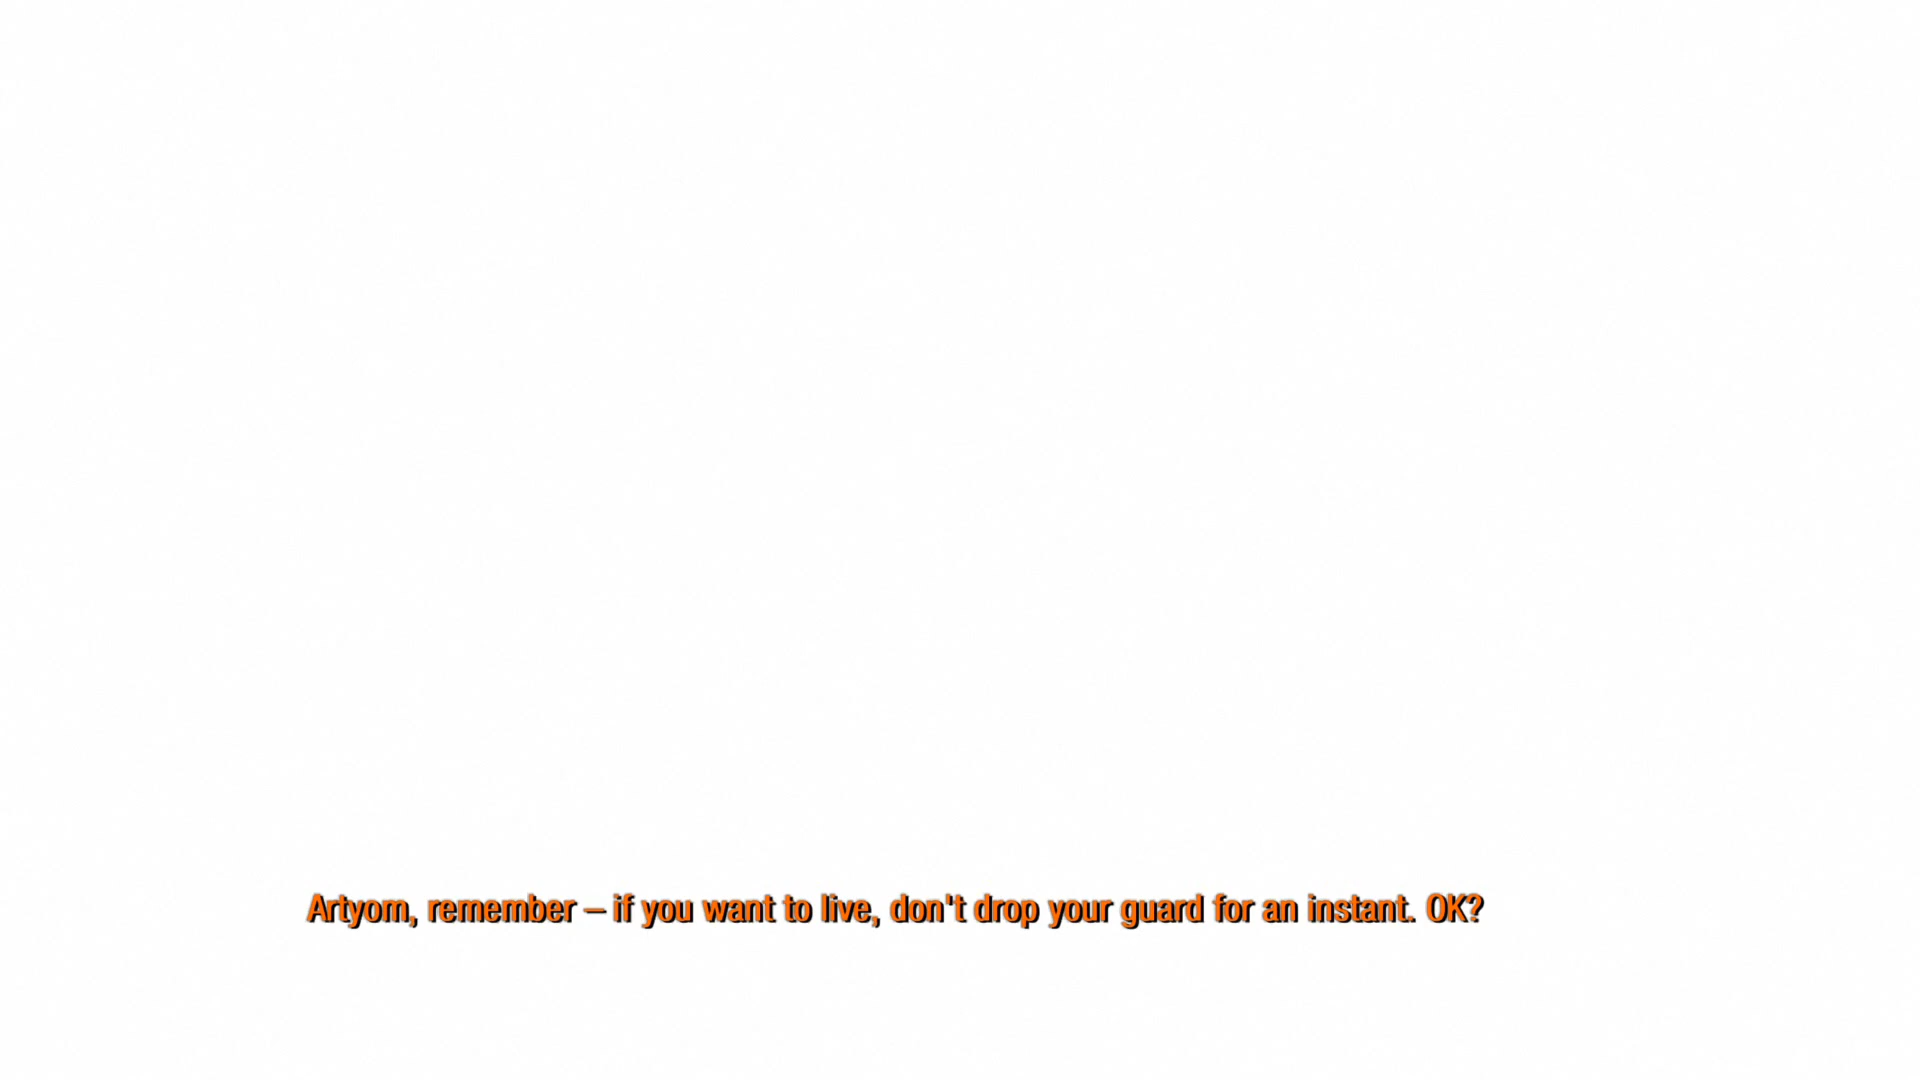 Artyom, remember – if you want to live, don't drop your guard for an instant. OK?